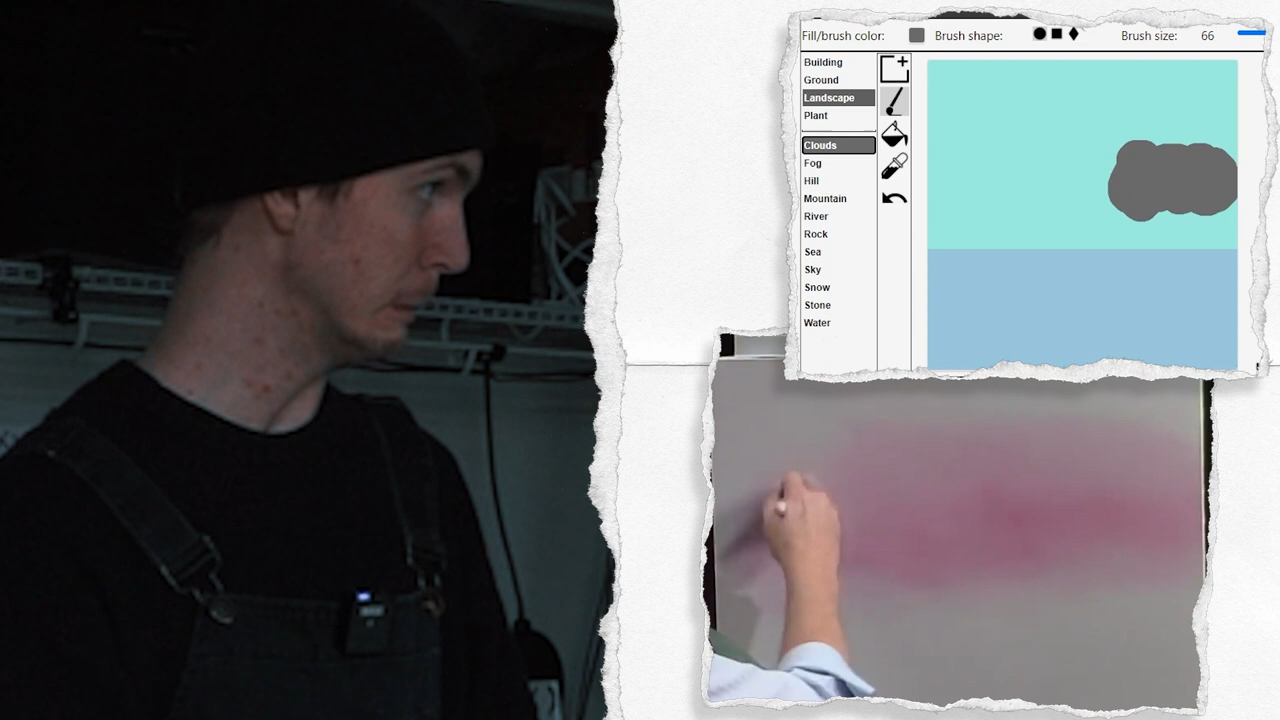 Fill/brush color: Brush shape: Brush size: 66
Building
Ground
Landscape
Plant
Clouds
Fog
Hill
Mountain
River
Rock
Sea
Sky
Snow
Stone
Water